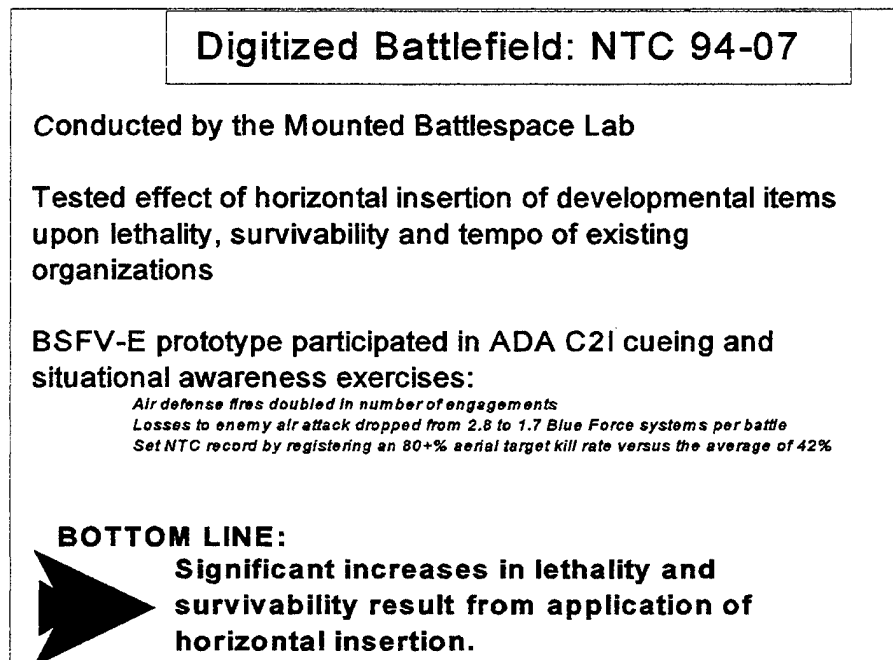 Digitized Battlefield: NTC 94-07
Conducted by the Mounted Battlespace Lab
Tested effect of horizontal insertion of developmental items
upon lethality, survivability and tempo of existing
organizations
BSFV-E prototype participated in ADA C2I cueing and
situational awareness exercises:
Air defense fires doubled in number of engagements
Losses to enemy air attack dropped from 2.8 to 1.7 Blue Force systems per battle
Set NTC record by registering an 80+% aerial target kill rate versus the average of 42%
BOTTOM LINE:
Significant increases in lethality and
survivability result from application of
horizontal insertion.